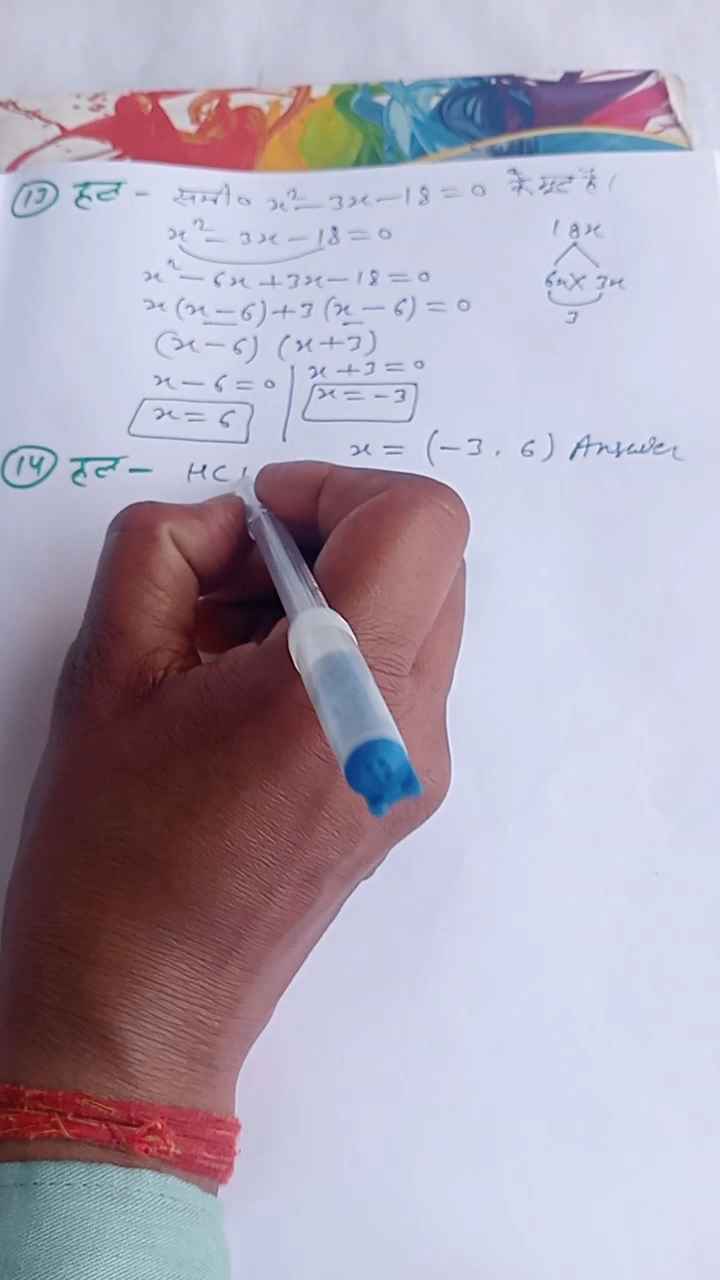 (13) हल - समी० x² - 3x - 18 = 0 के मूल है।
x² - 3x - 18 = 0
18x
x² - 6x + 3x - 18 = 0
6x × 3x
x (x - 6) + 3 (x - 6) = 0
3
(x - 6) (x + 3)
x - 6 = 0 | x + 3 = 0
x = 6 | x = -3
x = (-3, 6) Answer
(14) हल - HC